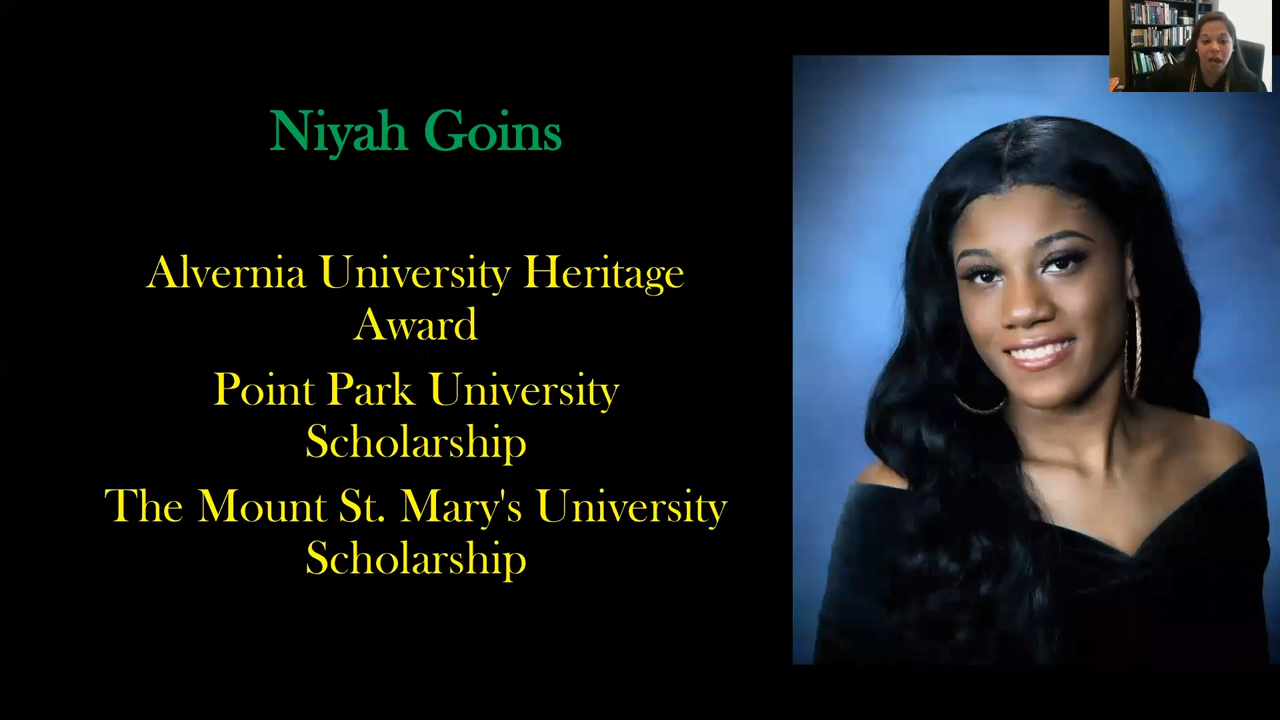 Niyah Goins
Alvernia University Heritage
Award
Point Park University
Scholarship
The Mount St. Mary's University
Scholarship